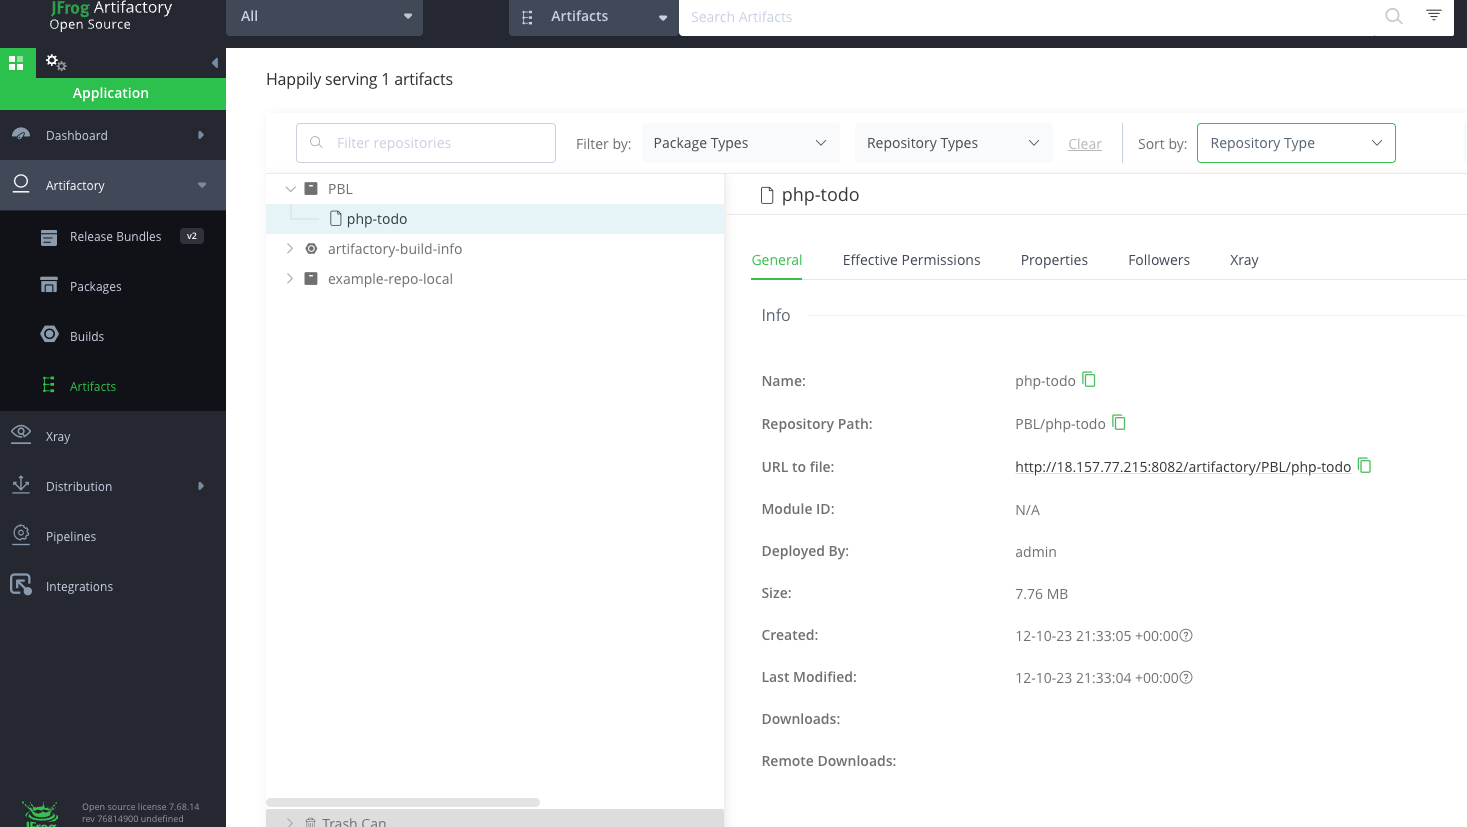 JFrog Artifactory
Open Source
All
Artifacts
Search Artifacts
Application
Dashboard
Artifactory
Release Bundles v2
Packages
Builds
Artifacts
Xray
Distribution
Pipelines
Integrations
Open source license 7.68.14
rev 76814900 undefined
JFrog
Happily serving 1 artifacts
Filter repositories
Filter by:
Package Types
Repository Types
Clear
Sort by:
Repository Type
PBL
php-todo
artifactory-build-info
example-repo-local
Trash Can
php-todo
General
Effective Permissions
Properties
Followers
Xray
Info
Name: php-todo
Repository Path: PBL/php-todo
URL to file: http://18.157.77.215:8082/artifactory/PBL/php-todo
Module ID: N/A
Deployed By: admin
Size: 7.76 MB
Created: 12-10-23 21:33:05 +00:00
Last Modified: 12-10-23 21:33:04 +00:00
Downloads:
Remote Downloads: